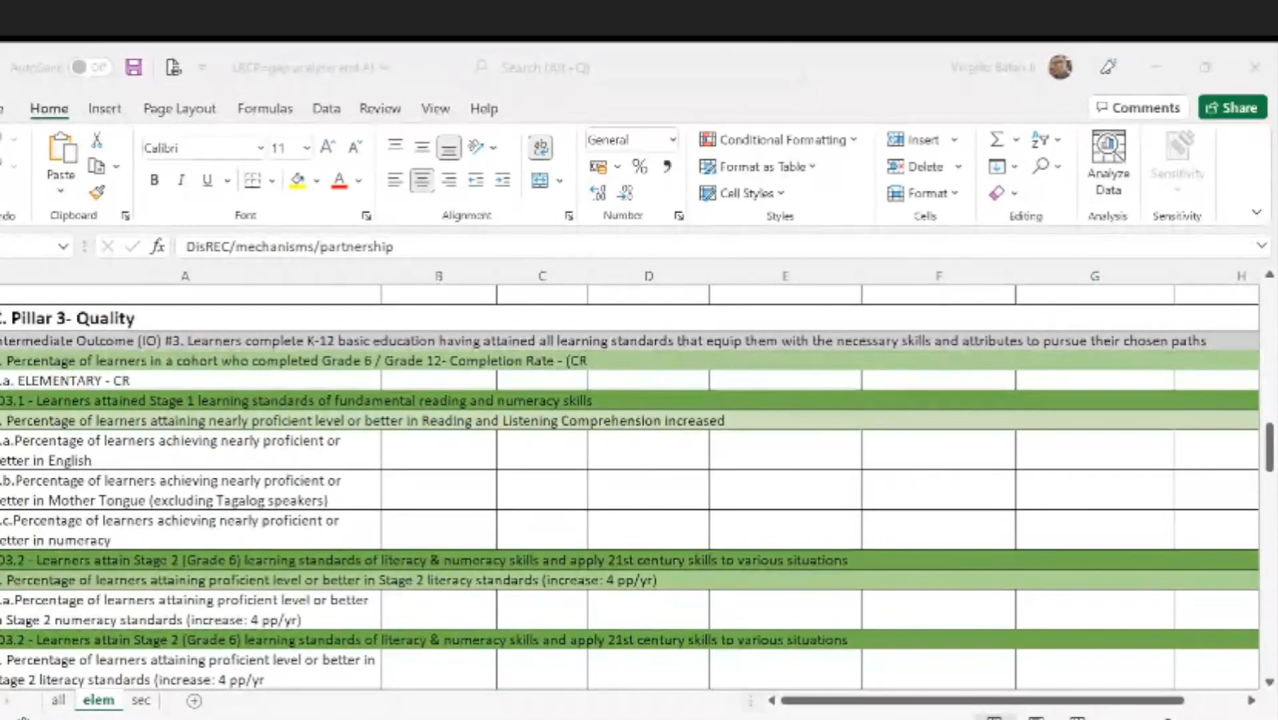 AutoSave Off Search (Alt+Q)
Home Insert Page Layout Formulas Data Review View Help Comments Share
Paste
Calibri 11
B I U
General
%
Conditional Formatting
Format as Table
Cell Styles
Insert
Delete
Format
Analyze
Data
Sensitivity
Clipboard Font Alignment Number Styles Cells Editing Analysis Sensitivity
fx DisREC/mechanisms/partnership
A B C D E F G H
C. Pillar 3- Quality
ntermediate Outcome (IO) #3. Learners complete K-12 basic education having attained all learning standards that equip them with the necessary skills and attributes to pursue their chosen paths
. Percentage of learners in a cohort who completed Grade 6 / Grade 12- Completion Rate - (CR
.a. ELEMENTARY - CR
O3.1 - Learners attained Stage 1 learning standards of fundamental reading and numeracy skills
. Percentage of learners attaining nearly proficient level or better in Reading and Listening Comprehension increased
.a.Percentage of learners achieving nearly proficient or
etter in English
.b.Percentage of learners achieving nearly proficient or
etter in Mother Tongue (excluding Tagalog speakers)
.c.Percentage of learners achieving nearly proficient or
etter in numeracy
O3.2 - Learners attain Stage 2 (Grade 6) learning standards of literacy & numeracy skills and apply 21st century skills to various situations
. Percentage of learners attaining proficient level or better in Stage 2 literacy standards (increase: 4 pp/yr)
.a.Percentage of learners attaining proficient level or better
n Stage 2 numeracy standards (increase: 4 pp/yr)
O3.2 - Learners attain Stage 2 (Grade 6) learning standards of literacy & numeracy skills and apply 21st century skills to various situations
. Percentage of learners attaining proficient level or better in
tage 2 literacy standards (increase: 4 pp/yr
all elem sec